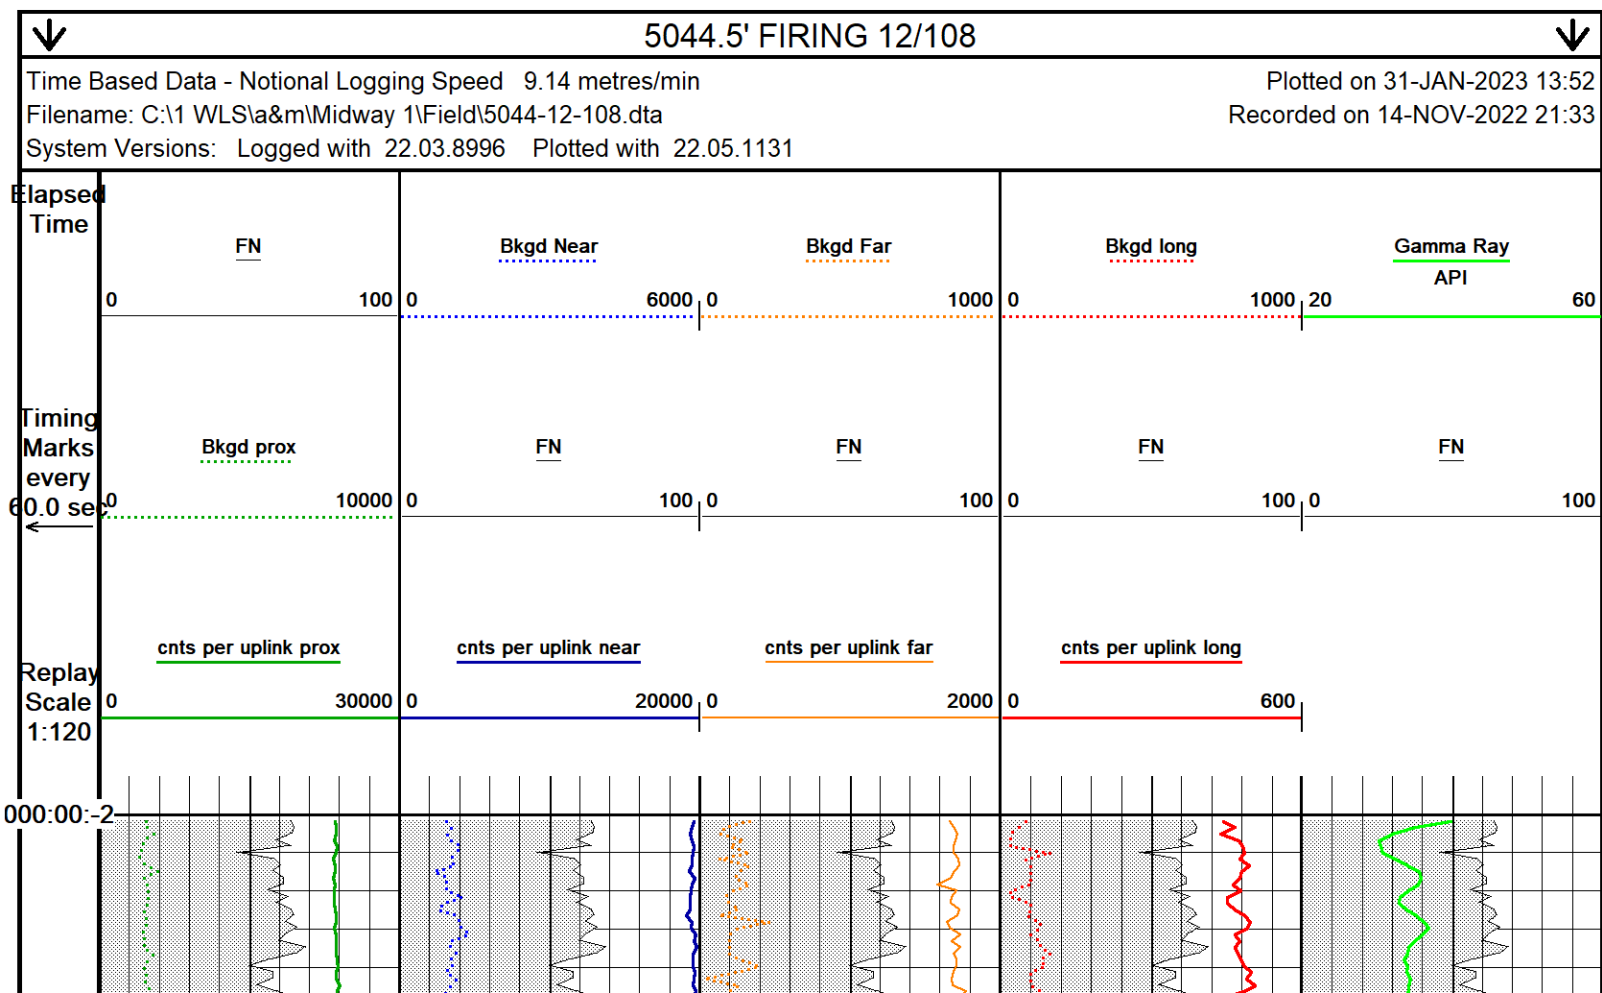 5044.5' FIRING 12/108
Time Based Data - Notional Logging Speed 9.14 metres/min
Plotted on 31-JAN-2023 13:52
Filename: C:\1 WLS\a&m\Midway 1\Field\5044-12-108.dta
Recorded on 14-NOV-2022 21:33
System Versions: Logged with 22.03.8996 Plotted with 22.05.1131
Elapsed
Time
FN
Bkgd Near
Bkgd Far
Bkgd long
Gamma Ray
API
0 100 0 6000 0 1000 0 1000 20 60
Timing
Marks
every
60.0 sec
Bkgd prox
FN
FN
FN
FN
0 10000 0 100 0 100 0 100 0 100
cnts per uplink prox
cnts per uplink near
cnts per uplink far
cnts per uplink long
Replay
Scale
1:120
0 30000 0 20000 0 2000 0 600
000:00:-2